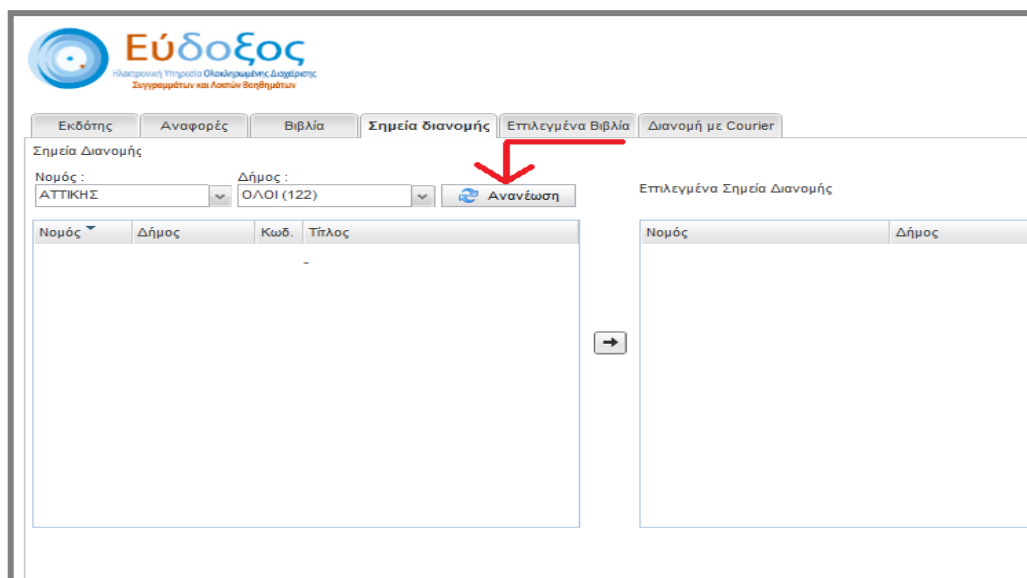 Εύδοξος
Ηλεκτρονική Υπηρεσία Ολοκληρωμένης Διαχείρισης
Συγγραμμάτων και Λοιπών Βοηθημάτων
Εκδότης Αναφορές Βιβλία Σημεία διανομής Επιλεγμένα Βιβλία Διανομή με Courier
Σημεία Διανομής
Νομός : Δήμος :
ΑΤΤΙΚΗΣ ΟΛΟΙ (122) Ανανέωση Επιλεγμένα Σημεία Διανομής
Νομός Δήμος Κωδ. Τίτλος Νομός Δήμος